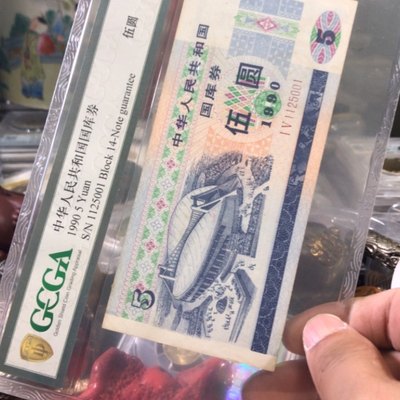 中华人民共和国国库券
伍圆
1990 5 Yuan
S/N 1125001 Block 14-Note guarantee
GCGA
中华人民共和国
国库券
伍圆
1990
IV1125001
5
5